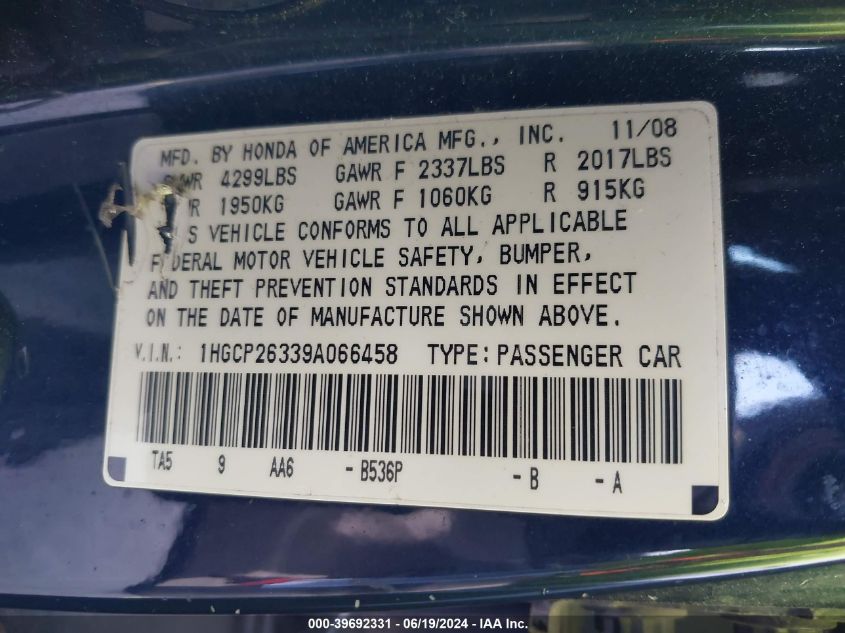 MFD. BY HONDA OF AMERICA MFG., INC. 11/08
4299LBS GAWR F 2337LBS R 2017LBS
1950KG GAWR F 1060KG R 915KG
VEHICLE CONFORMS TO ALL APPLICABLE
MOTOR VEHICLE SAFETY, BUMPER,
AND THEFT PREVENTION STANDARDS IN EFFECT
ON THE DATE OF MANUFACTURE SHOWN ABOVE.
V.I.N.: 1HGCP26339A066458 TYPE: PASSENGER CAR
TA5 9 AA6 -B536P -B -A
000-39692331 - 06/19/2024 - IAA Inc.